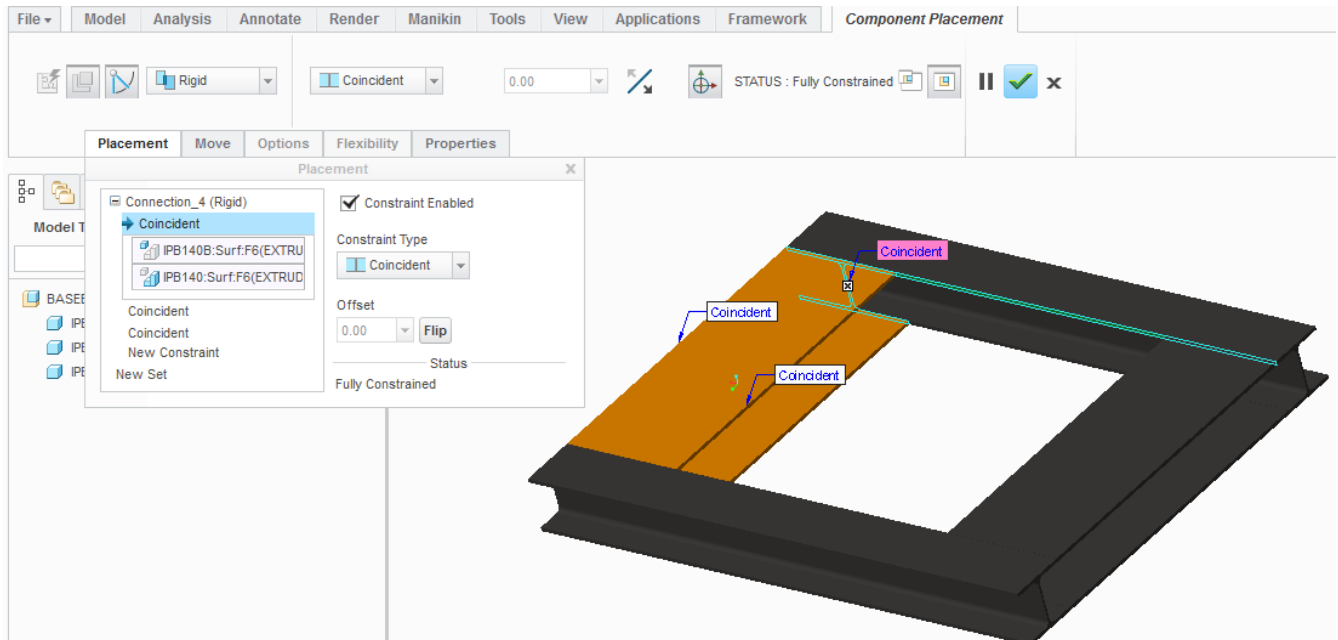 File Model Analysis Annotate Render Manikin Tools View Applications Framework Component Placement
Rigid Coincident 0.00 STATUS : Fully Constrained
Placement Move Options Flexibility Properties
Placement
Connection_4 (Rigid)
Coincident
IPB140B:Surf:F6(EXTRU
IPB140:Surf:F6(EXTRUD
Coincident
Coincident
New Constraint
New Set
Constraint Enabled
Constraint Type
Coincident
Offset
0.00 Flip
Status
Fully Constrained
Model T
BASEE
IPE
IPE
IPE
Coincident
Coincident
Coincident